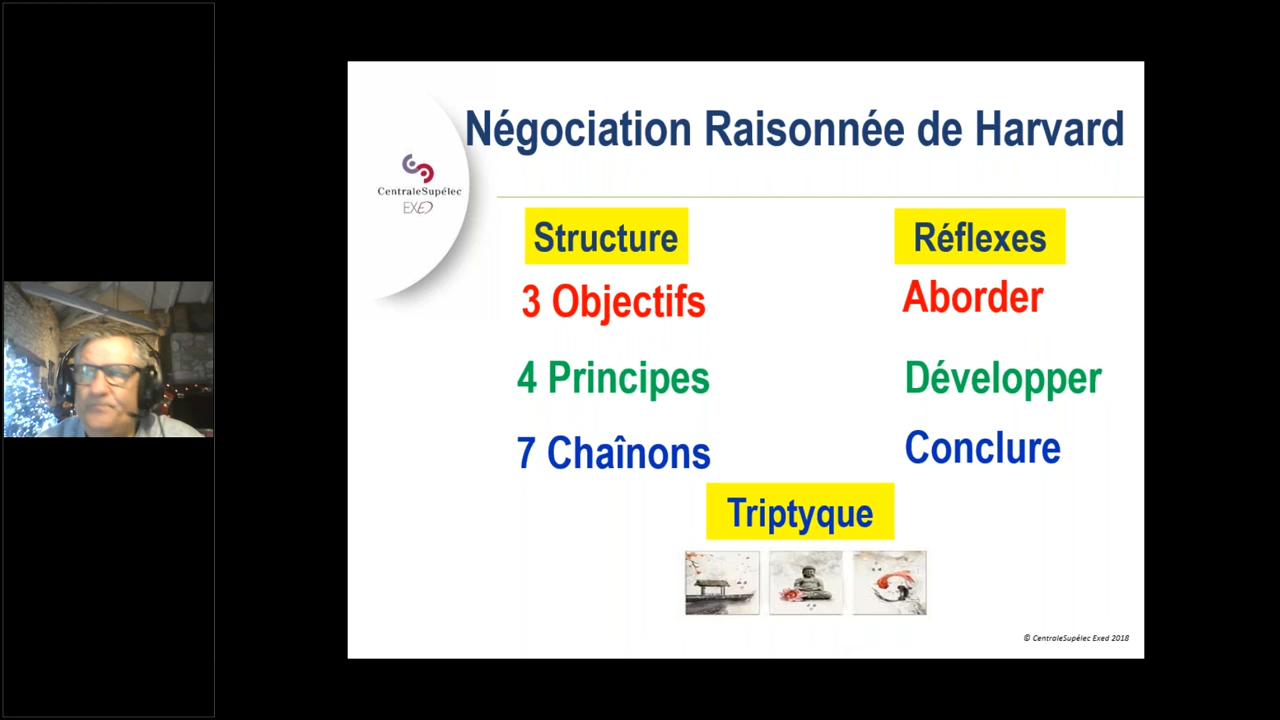 Négociation Raisonnée de Harvard
CentraleSupélec
EXED
Structure
Réflexes
3 Objectifs
Aborder
4 Principes
Développer
7 Chaînons
Conclure
Triptyque
© CentraleSupélec Exed 2018